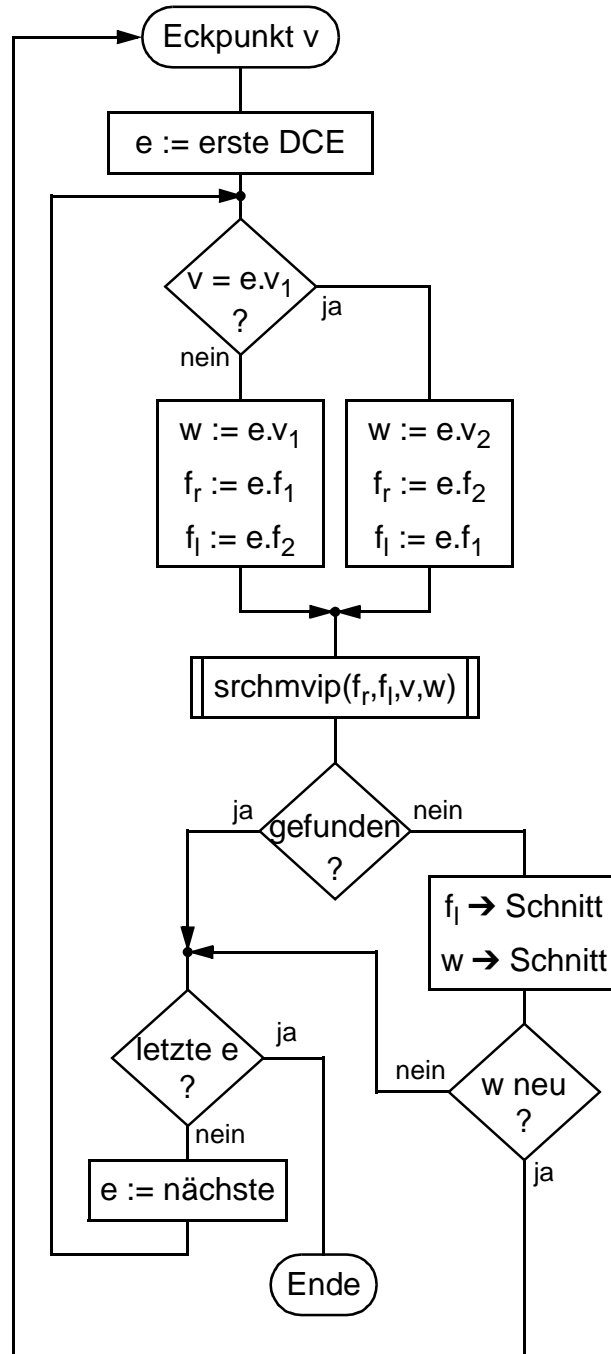 Eckpunkt v
e := erste DCE
v = e.v₁
?
ja
nein
w := e.v₁
fᵣ := e.f₁
fₗ := e.f₂
w := e.v₂
fᵣ := e.f₂
fₗ := e.f₁
srchmvip(fᵣ,fₗ,v,w)
ja
nein
gefunden
?
fₗ ➔ Schnitt
w ➔ Schnitt
letzte e
?
ja
nein
nein
w neu
?
ja
e := nächste
Ende